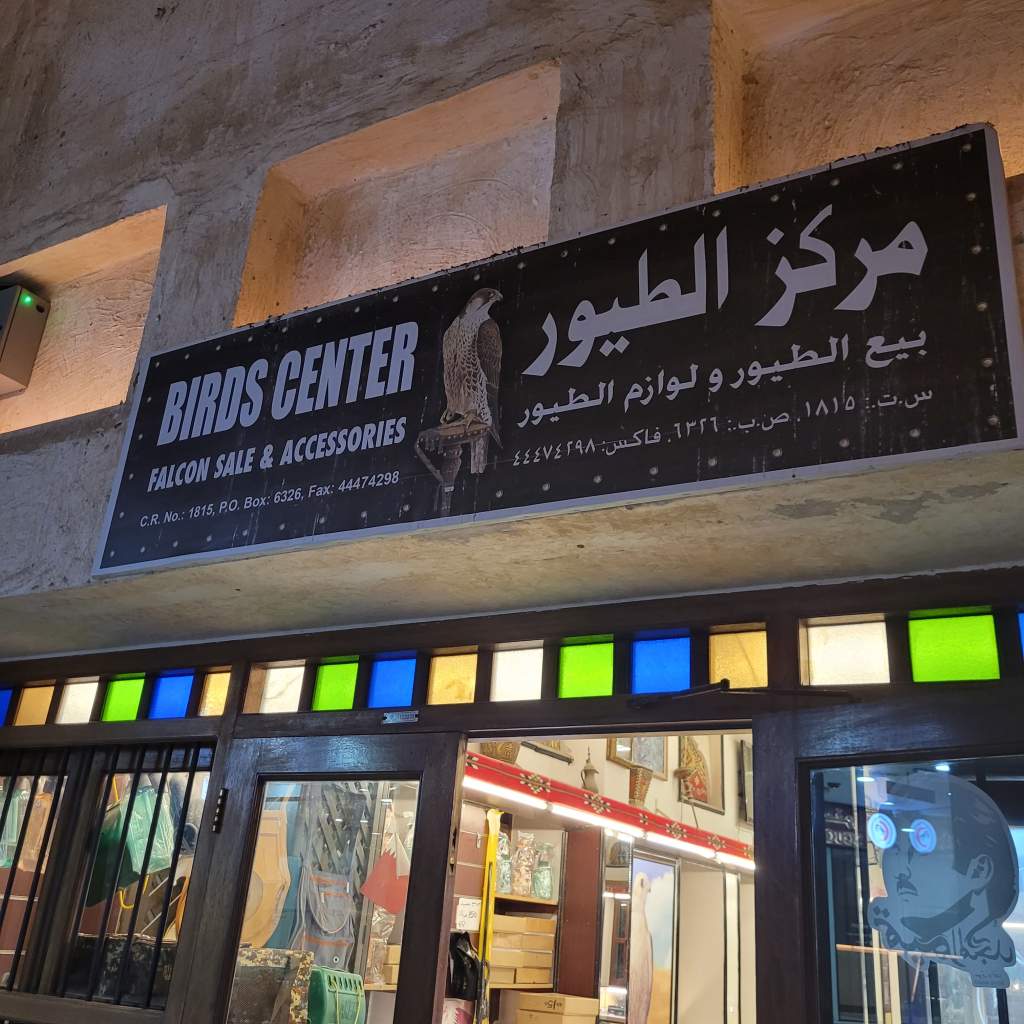 BIRDS CENTER
FALCON SALE & ACCESSORIES
C.R. No.: 1815, P.O. Box: 6326, Fax: 44474298
مركز الطيور
بيع الطيور و لوازم الطيور
س.ت.: ١٨١٥. ص.ب.: ٦٣٢٦. فاكس: ٤٤٤٧٤٢٩٨